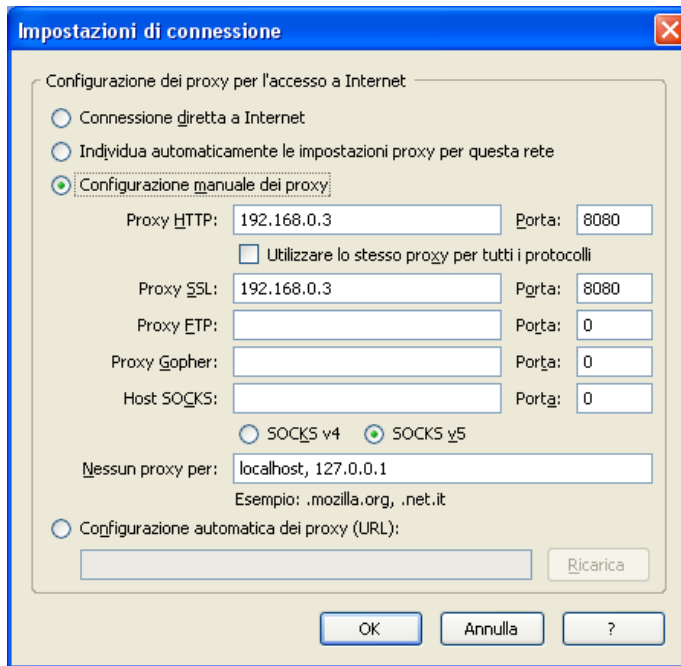 Impostazioni di connessione
Configurazione dei proxy per l'accesso a Internet
Connessione diretta a Internet
Individua automaticamente le impostazioni proxy per questa rete
Configurazione manuale dei proxy
Proxy HTTP: 192.168.0.3 Porta: 8080
Utilizzare lo stesso proxy per tutti i protocolli
Proxy SSL: 192.168.0.3 Porta: 8080
Proxy FTP: Porta: 0
Proxy Gopher: Porta: 0
Host SOCKS: Porta: 0
SOCKS v4 SOCKS v5
Nessun proxy per: localhost, 127.0.0.1
Esempio: .mozilla.org, .net.it
Configurazione automatica dei proxy (URL):
Ricarica
OK Annulla ?